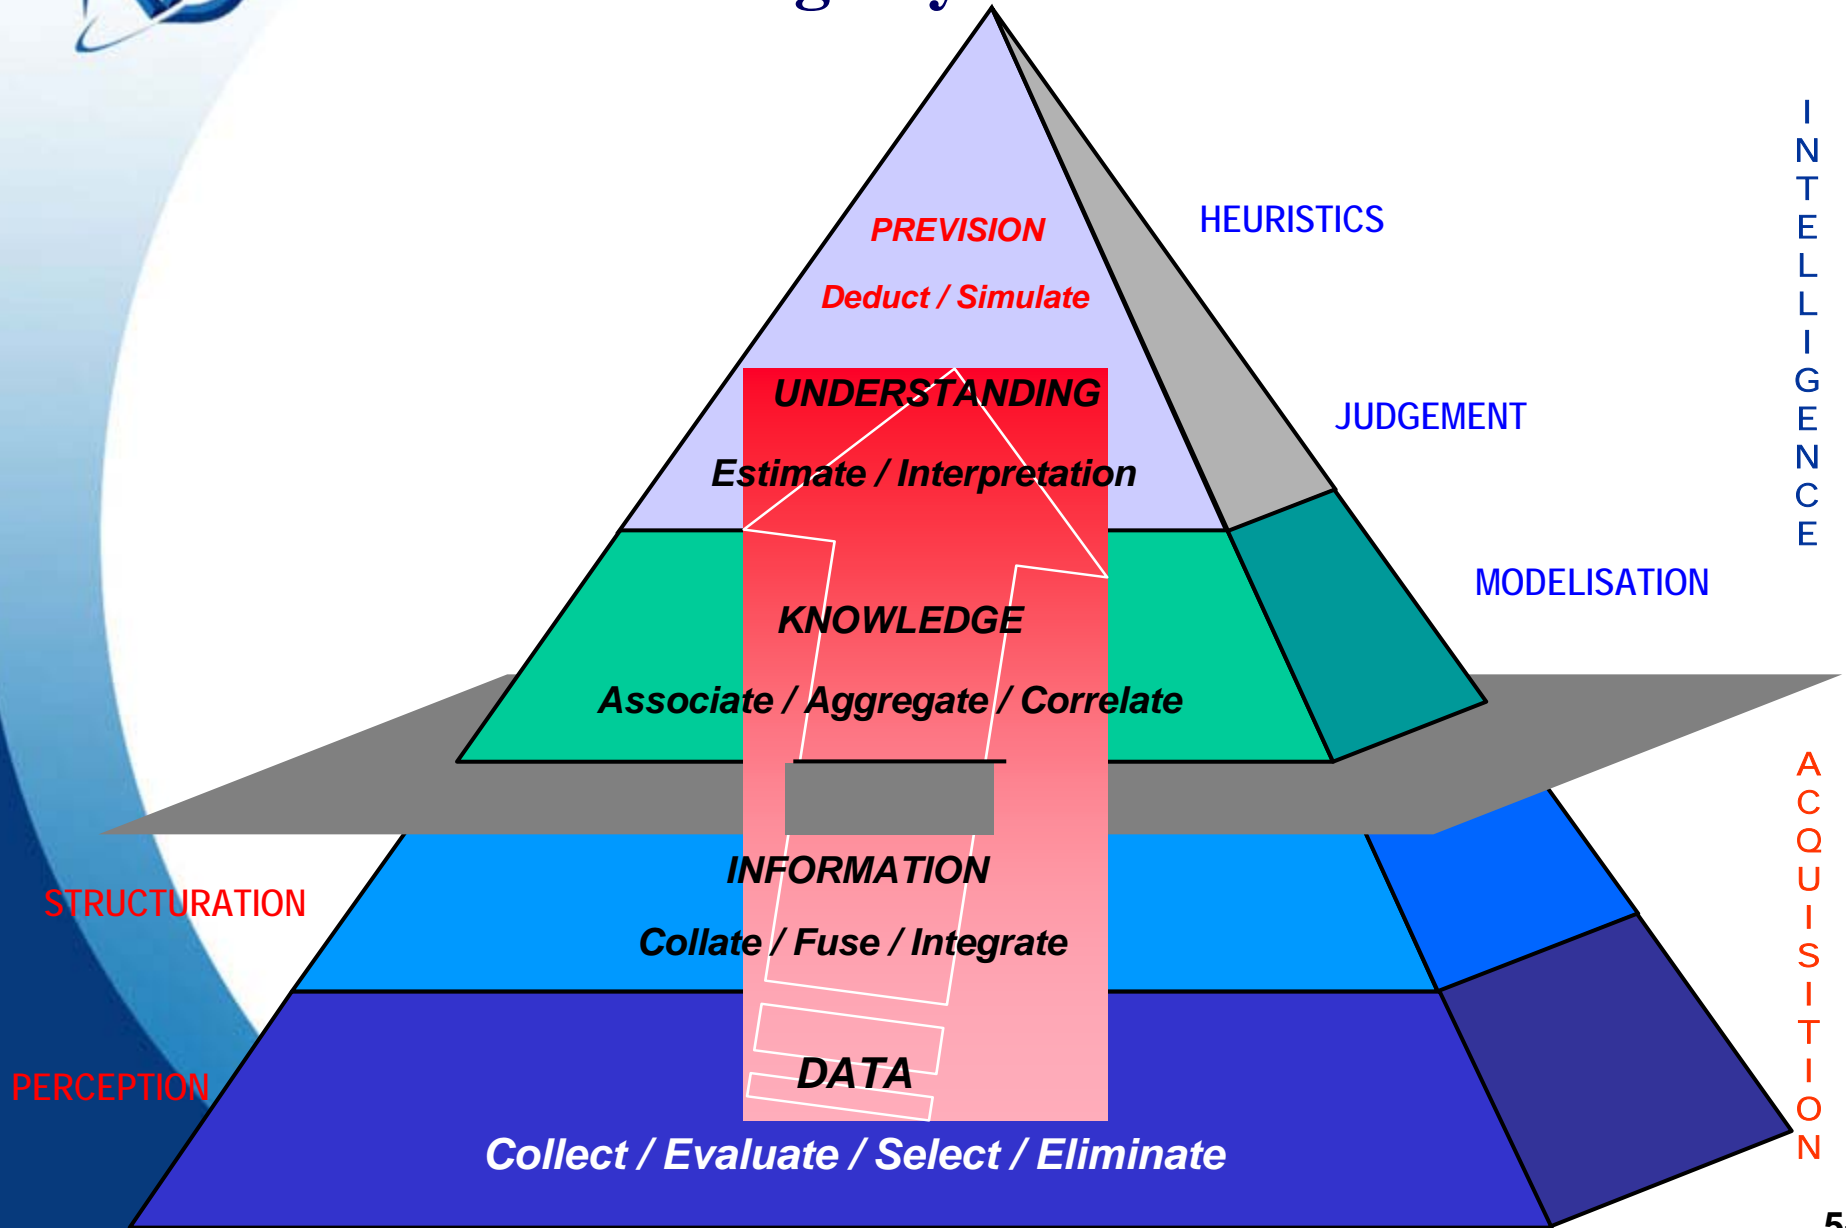 PREVISION
HEURISTICS
Deduct / Simulate
UNDERSTANDING
JUDGEMENT
Estimate / Interpretation
INTELLIGENCE
MODELISATION
KNOWLEDGE
Associate / Aggregate / Correlate
INFORMATION
STRUCTURATION
Collate / Fuse / Integrate
ACQUISITION
DATA
PERCEPTION
Collect / Evaluate / Select / Eliminate